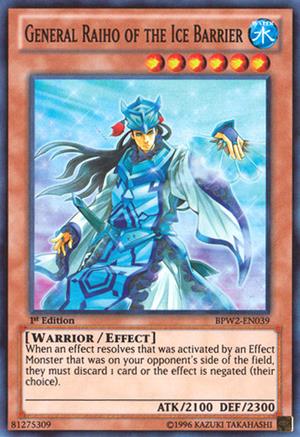 GENERAL RAIHO OF THE ICE BARRIER
WATER
水
1st Edition
BPW2-EN039
[WARRIOR / EFFECT]
When an effect resolves that was activated by an Effect
Monster that was on your opponent's side of the field,
they must discard 1 card or the effect is negated (their
choice).
ATK/2100 DEF/2300
81275309
©1996 KAZUKI TAKAHASHI